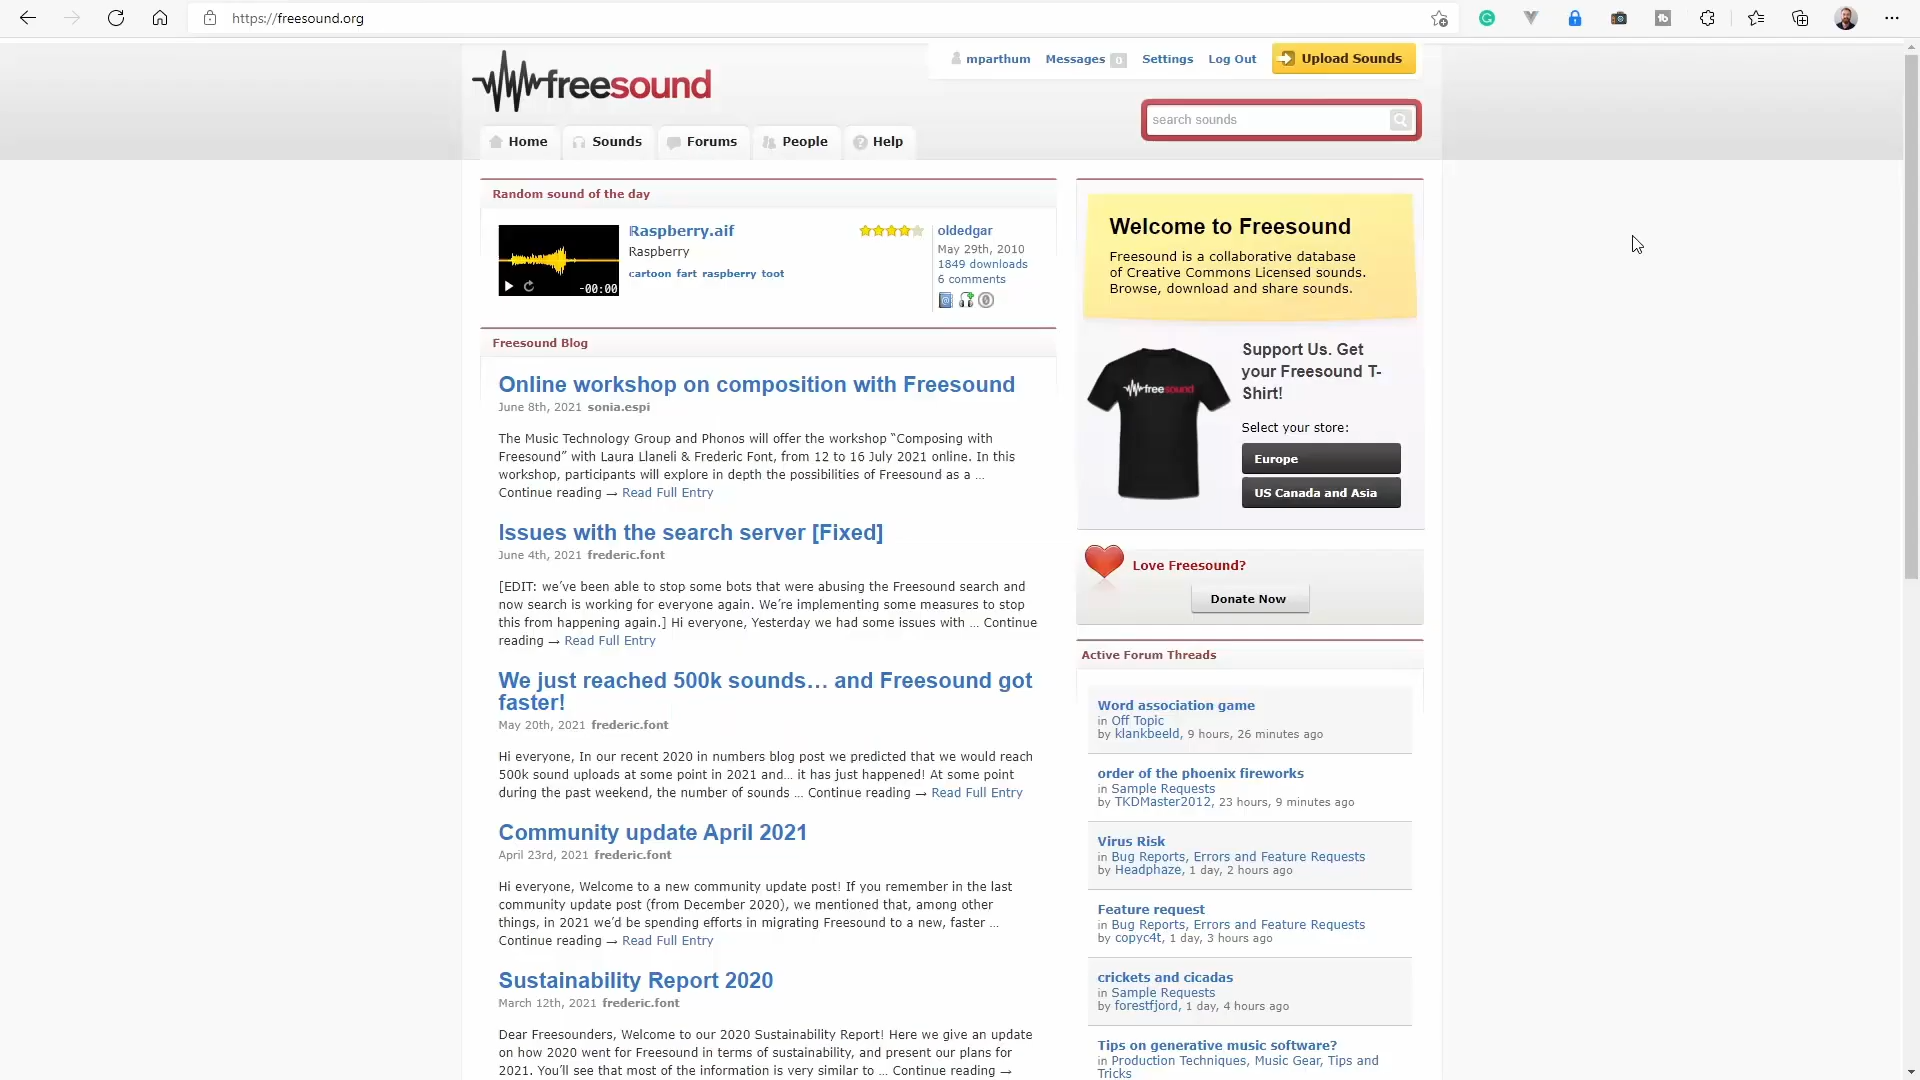 https://freesound.org
mparthum Messages 0 Settings Log Out Upload Sounds
freesound
search sounds
Home Sounds Forums People Help
Random sound of the day
Raspberry.aif
Raspberry
cartoon fart raspberry toot
-00:00
oldedgar
May 29th, 2010
1849 downloads
6 comments
Freesound Blog
Online workshop on composition with Freesound
June 8th, 2021 sonia.espi
The Music Technology Group and Phonos will offer the workshop “Composing with
Freesound” with Laura Llaneli & Frederic Font, from 12 to 16 July 2021 online. In this
workshop, participants will explore in depth the possibilities of Freesound as a …
Continue reading → Read Full Entry
Issues with the search server [Fixed]
June 4th, 2021 frederic.font
[EDIT: we’ve been able to stop some bots that were abusing the Freesound search and
now search is working for everyone again. We’re implementing some measures to stop
this from happening again.] Hi everyone, Yesterday we had some issues with … Continue
reading → Read Full Entry
We just reached 500k sounds… and Freesound got
faster!
May 20th, 2021 frederic.font
Hi everyone, In our recent 2020 in numbers blog post we predicted that we would reach
500k sound uploads at some point in 2021 and… it has just happened! At some point
during the past weekend, the number of sounds … Continue reading → Read Full Entry
Community update April 2021
April 23rd, 2021 frederic.font
Hi everyone, Welcome to a new community update post! If you remember in the last
community update post (from December 2020), we mentioned that, among other
things, in 2021 we’d be spending efforts in migrating Freesound to a new, faster …
Continue reading → Read Full Entry
Sustainability Report 2020
March 12th, 2021 frederic.font
Dear Freesounders, Welcome to our 2020 Sustainability Report! Here we give an update
on how 2020 went for Freesound in terms of sustainability, and present our plans for
2021. You’ll see that most of the information is very similar to … Continue reading →
Welcome to Freesound
Freesound is a collaborative database
of Creative Commons Licensed sounds.
Browse, download and share sounds.
freesound
Support Us. Get
your Freesound T-
Shirt!
Select your store:
Europe
US Canada and Asia
Love Freesound?
Donate Now
Active Forum Threads
Word association game
in Off Topic
by klankbeeld, 9 hours, 26 minutes ago
order of the phoenix fireworks
in Sample Requests
by TKDMaster2012, 23 hours, 9 minutes ago
Virus Risk
in Bug Reports, Errors and Feature Requests
by Headphaze, 1 day, 2 hours ago
Feature request
in Bug Reports, Errors and Feature Requests
by copyc4t, 1 day, 3 hours ago
crickets and cicadas
in Sample Requests
by forestfjord, 1 day, 4 hours ago
Tips on generative music software?
in Production Techniques, Music Gear, Tips and
Tricks